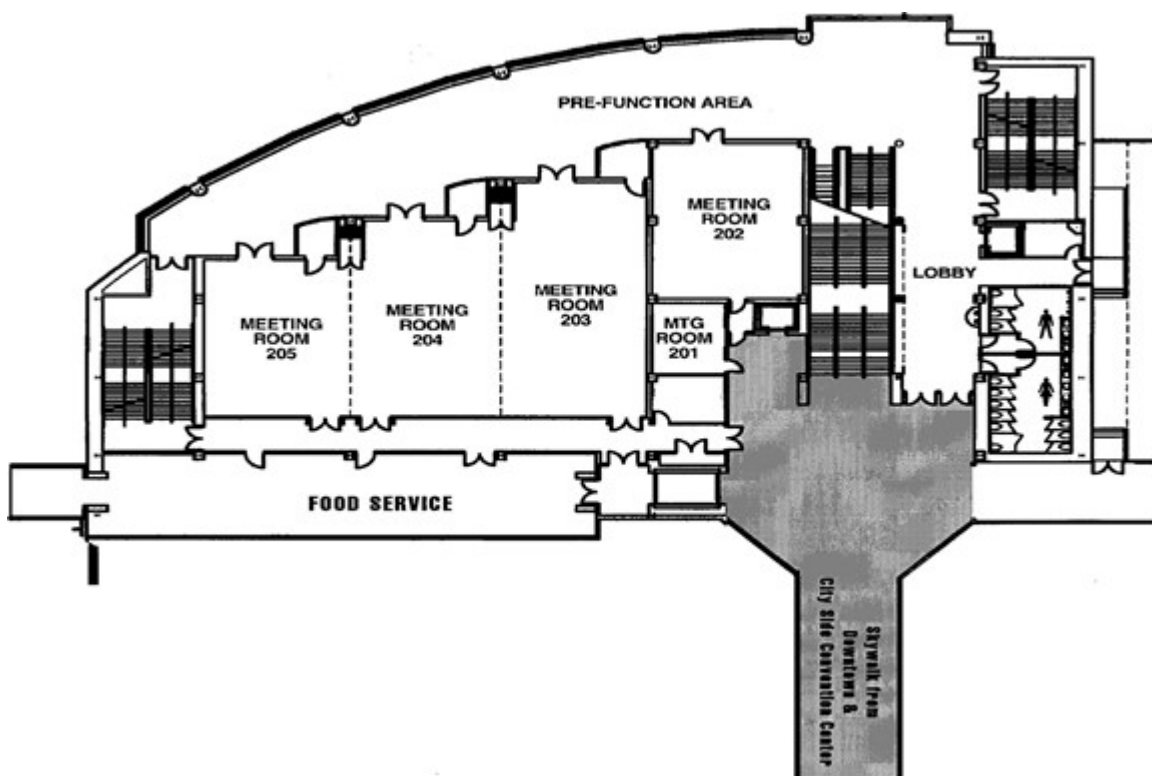 PRE-FUNCTION AREA
MEETING
ROOM
202
LOBBY
MEETING
ROOM
203
MEETING
ROOM
204
MEETING
ROOM
205
MTG
ROOM
201
FOOD SERVICE
Skywalk from
Downtown &
City Side Convention Center